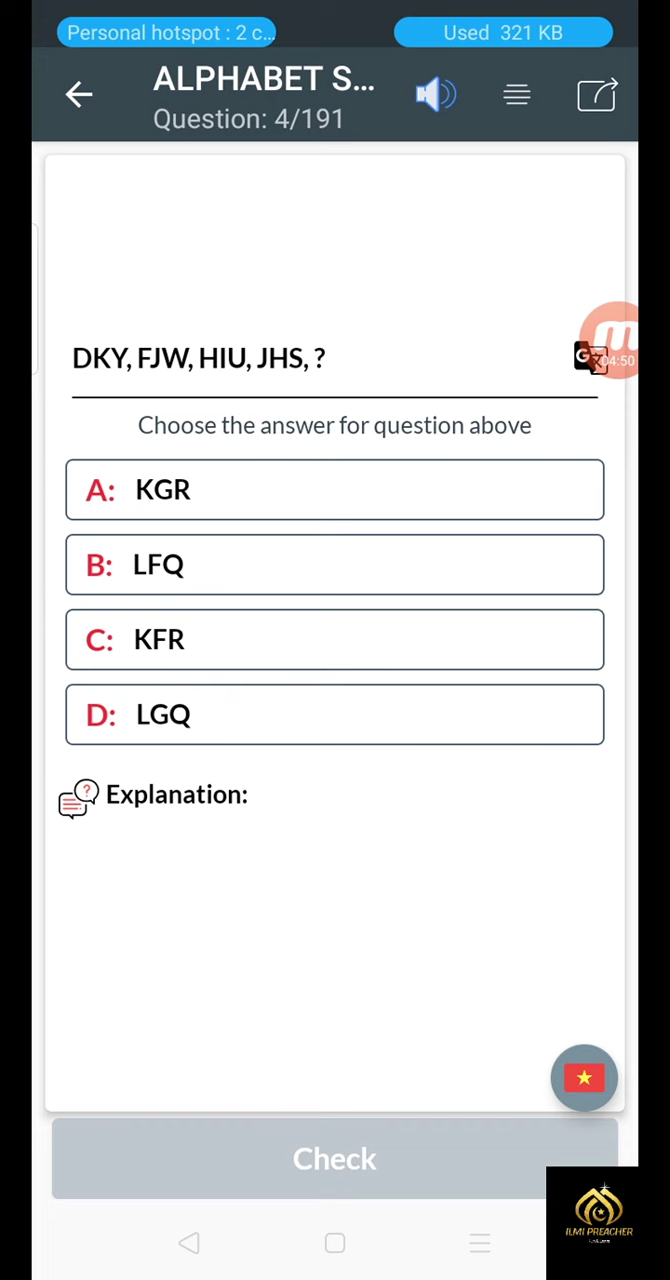 Personal hotspot : 2 c... Used 321 KB
ALPHABET S...
Question: 4/191
DKY, FJW, HIU, JHS, ?
04:50
Choose the answer for question above
A: KGR
B: LFQ
C: KFR
D: LGQ
Explanation:
Check
ILMI PREACHER